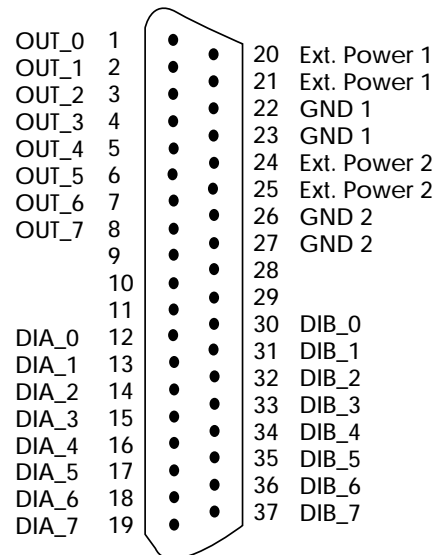 OUT_0 1
OUT_1 2
OUT_2 3
OUT_3 4
OUT_4 5
OUT_5 6
OUT_6 7
OUT_7 8
9
10
11
DIA_0 12
DIA_1 13
DIA_2 14
DIA_3 15
DIA_4 16
DIA_5 17
DIA_6 18
DIA_7 19
20 Ext. Power 1
21 Ext. Power 1
22 GND 1
23 GND 1
24 Ext. Power 2
25 Ext. Power 2
26 GND 2
27 GND 2
28
29
30 DIB_0
31 DIB_1
32 DIB_2
33 DIB_3
34 DIB_4
35 DIB_5
36 DIB_6
37 DIB_7